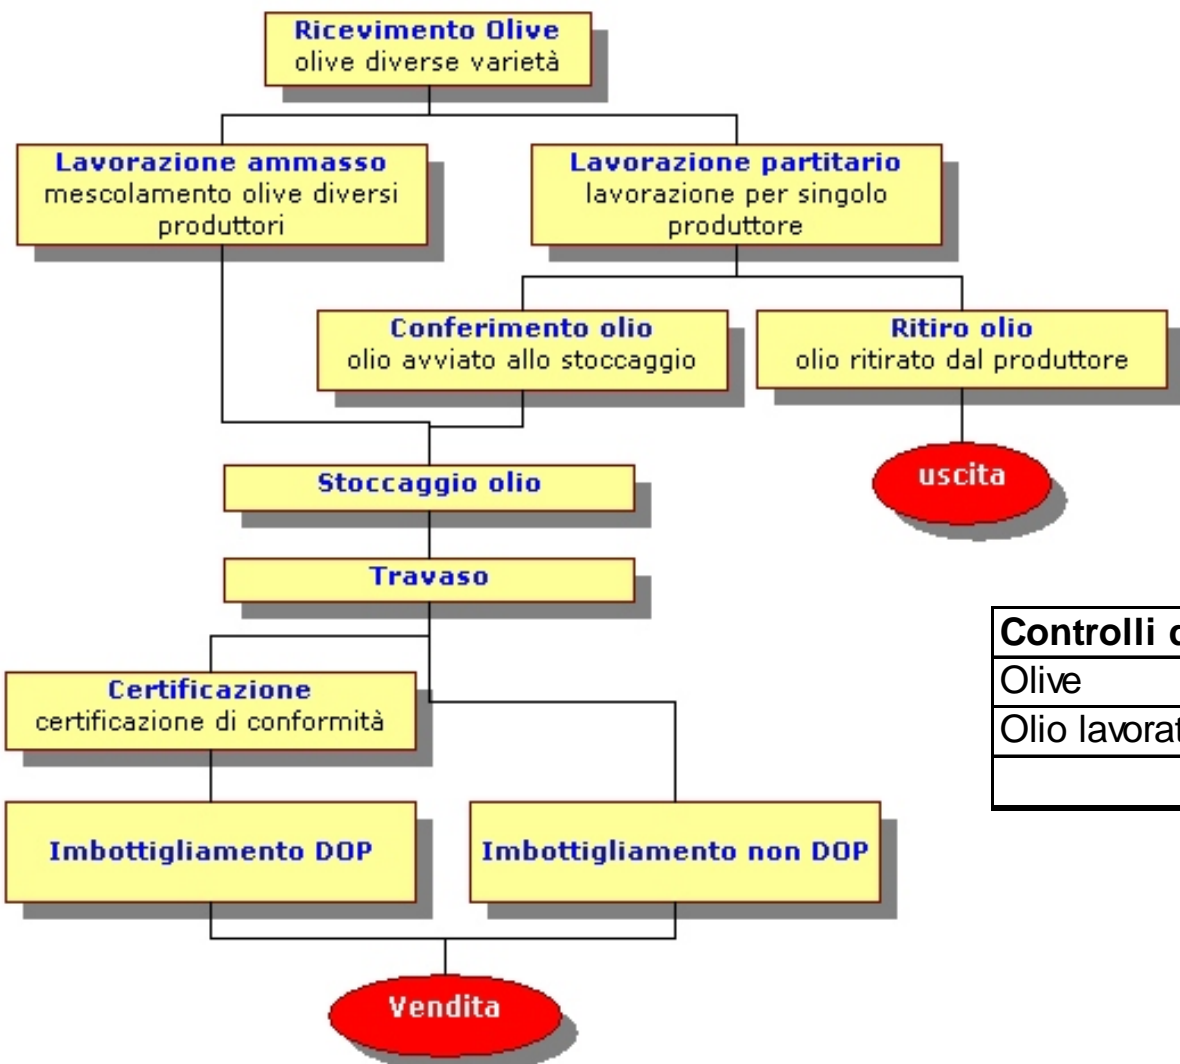 Ricevimento Olive
olive diverse varietà
Lavorazione ammasso
mescolamento olive diversi
produttori
Lavorazione partitario
lavorazione per singolo
produttore
Conferimento olio
olio avviato allo stoccaggio
Ritiro olio
olio ritirato dal produttore
uscita
Stoccaggio olio
Travaso
Controlli
Olive
Olio
Certificazione
certificazione di conformità
Imbottigliamento DOP
Imbottigliamento non DOP
Vendita